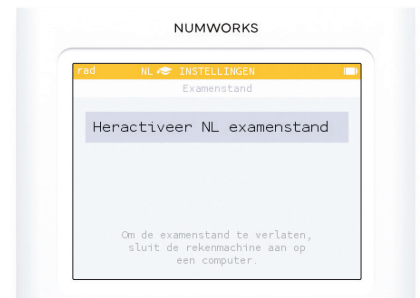 NUMWORKS
rad NL INSTELLINGEN
Examenstand
Heractiveer NL examenstand
Om de examenstand te verlaten,
sluit de rekenmachine aan op
een computer.